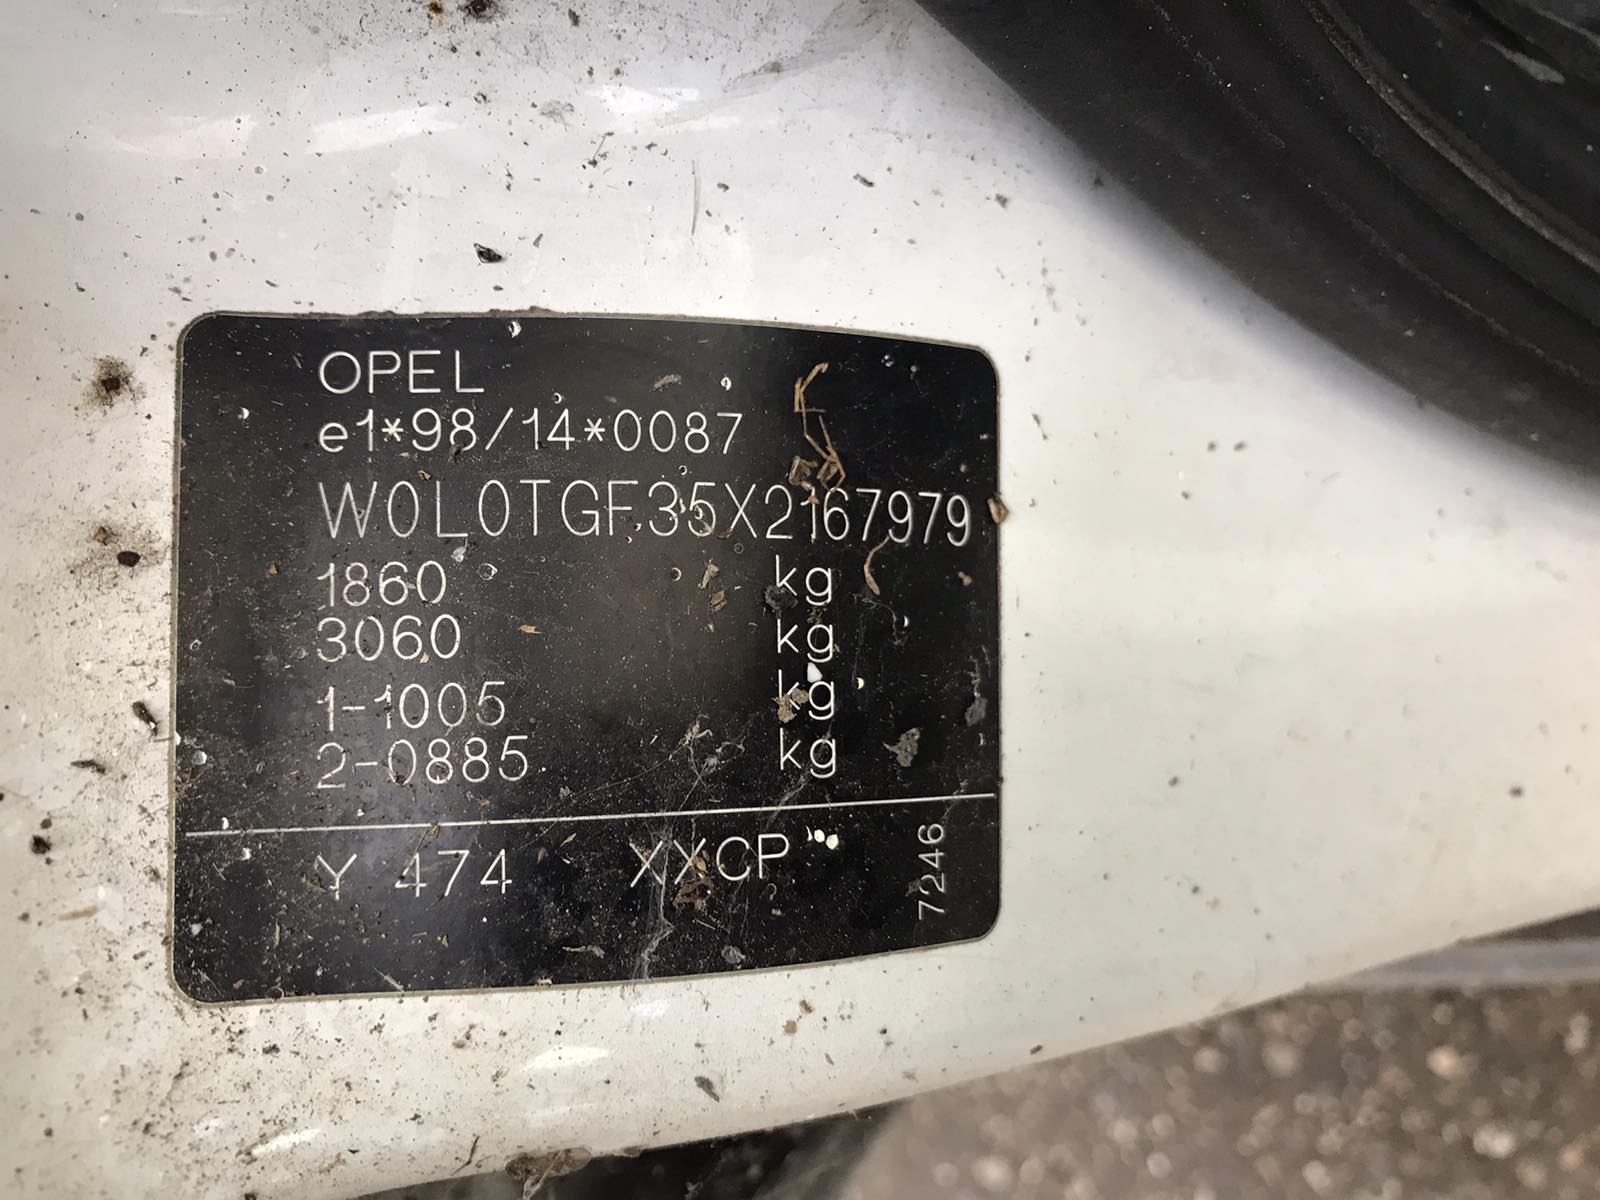 OPEL
e1*98/14*0087
W0L0TGF35X2167979
1860 kg
3060 kg
1-1005 kg
2-0885 kg
Y 474 XXCP
7246